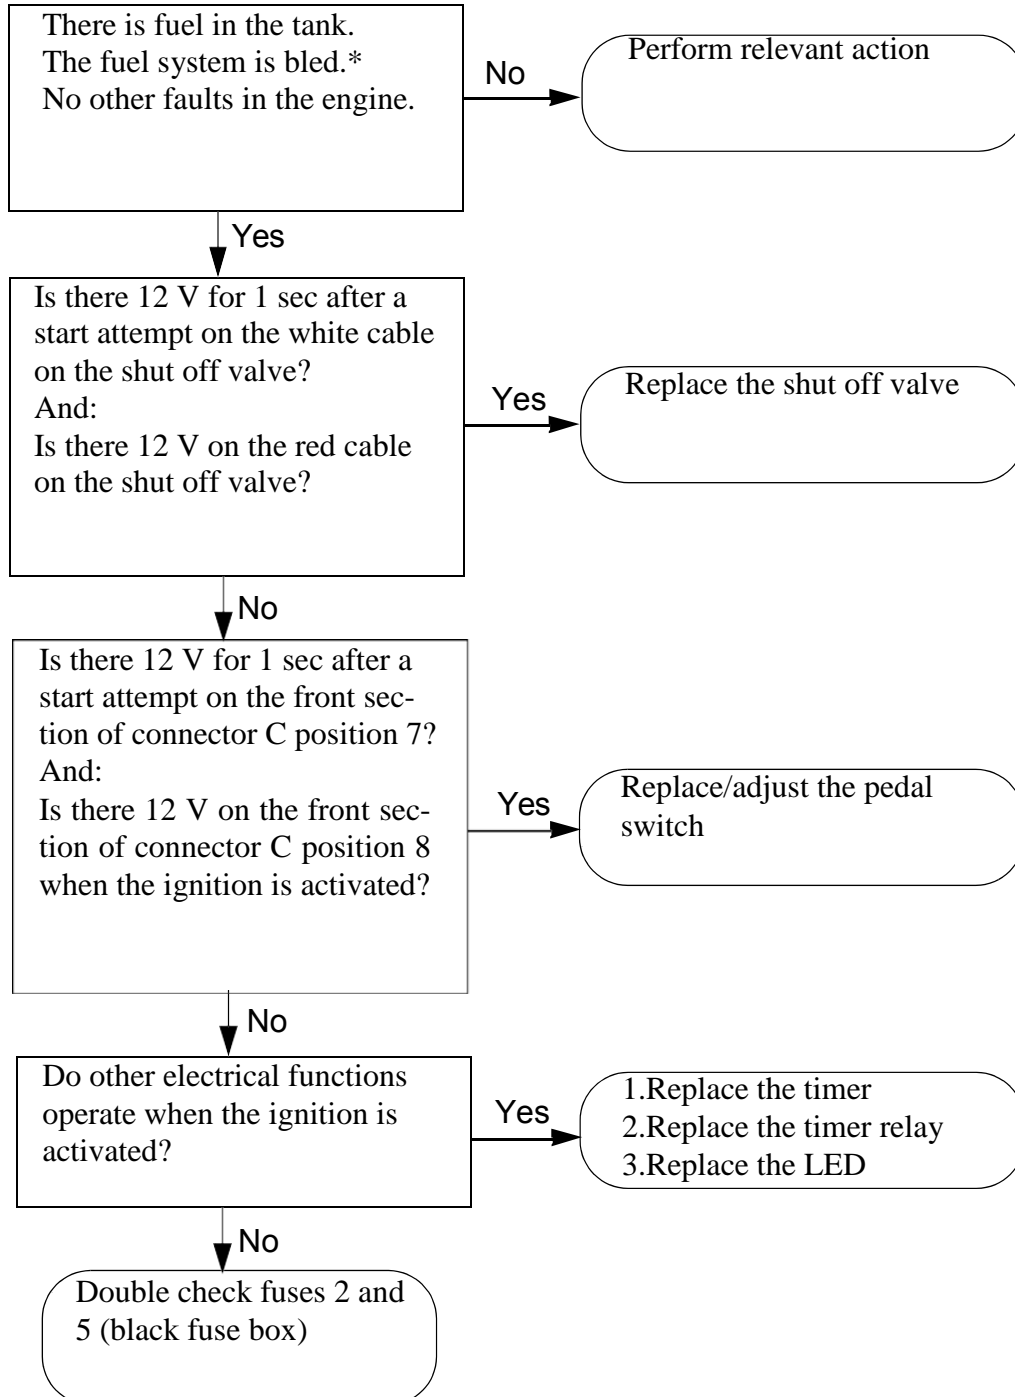 There is fuel in the tank.
The fuel system is bled.*
No other faults in the engine.
No
Perform relevant action
Yes
Is there 12 V for 1 sec after a
start attempt on the white cable
on the shut off valve?
And:
Is there 12 V on the red cable
on the shut off valve?
Yes
Replace the shut off valve
No
Is there 12 V for 1 sec after a
start attempt on the front sec-
tion of connector C position 7?
And:
Is there 12 V on the front sec-
tion of connector C position 8
when the ignition is activated?
Yes
Replace/adjust the pedal
switch
No
Do other electrical functions
operate when the ignition is
activated?
Yes
1.Replace the timer
2.Replace the timer relay
3.Replace the LED
No
Double check fuses 2 and
5 (black fuse box)